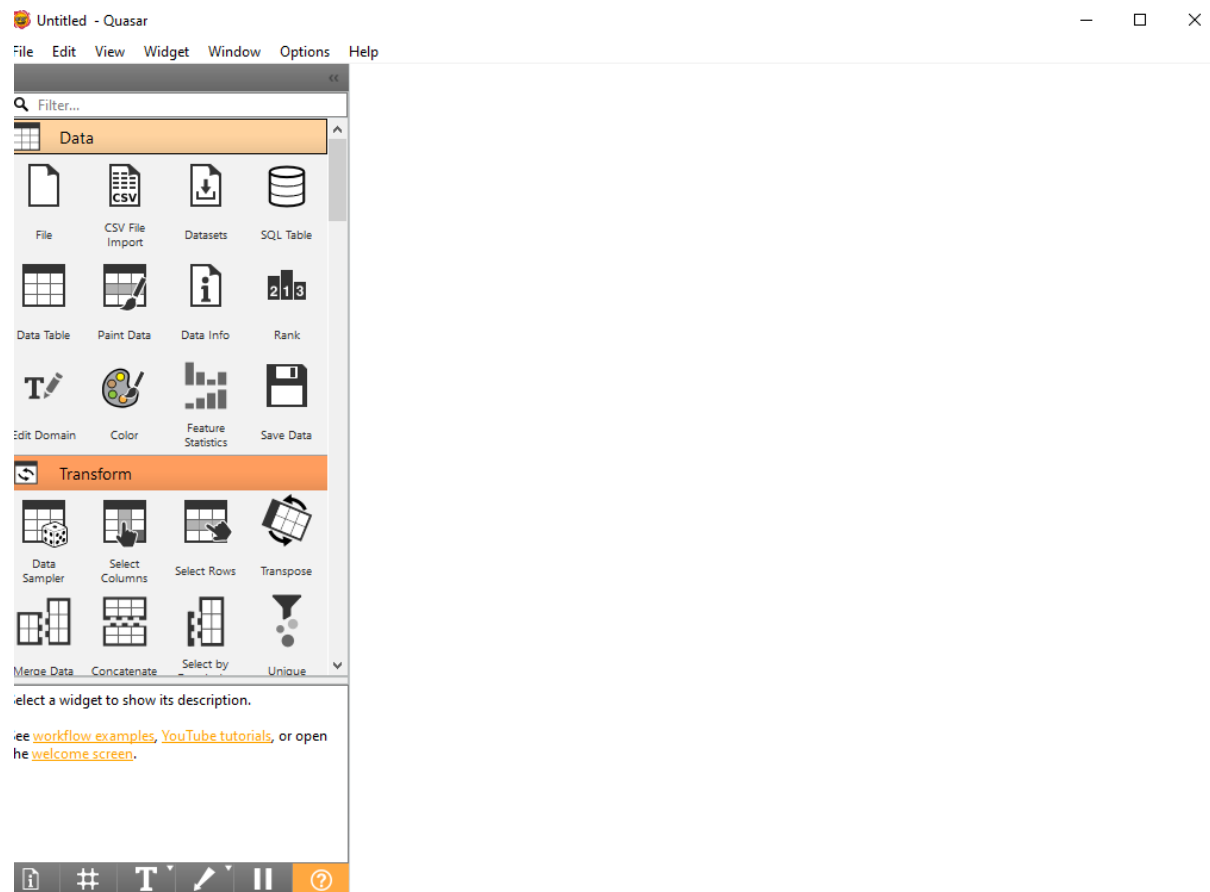 Untitled - Quasar
File Edit View Widget Window Options Help
Filter...
Data
CSV
File
CSV File
Import
Datasets
SQL Table
2 1 3
Data Table
Paint Data
Data Info
Rank
T
Edit Domain
Color
Feature
Statistics
Save Data
Transform
Data
Sampler
Select
Columns
Select Rows
Transpose
Merge Data
Concatenate
Select by
Unique
elect a widget to show its description.
ee workflow examples, YouTube tutorials, or open
he welcome screen.
T